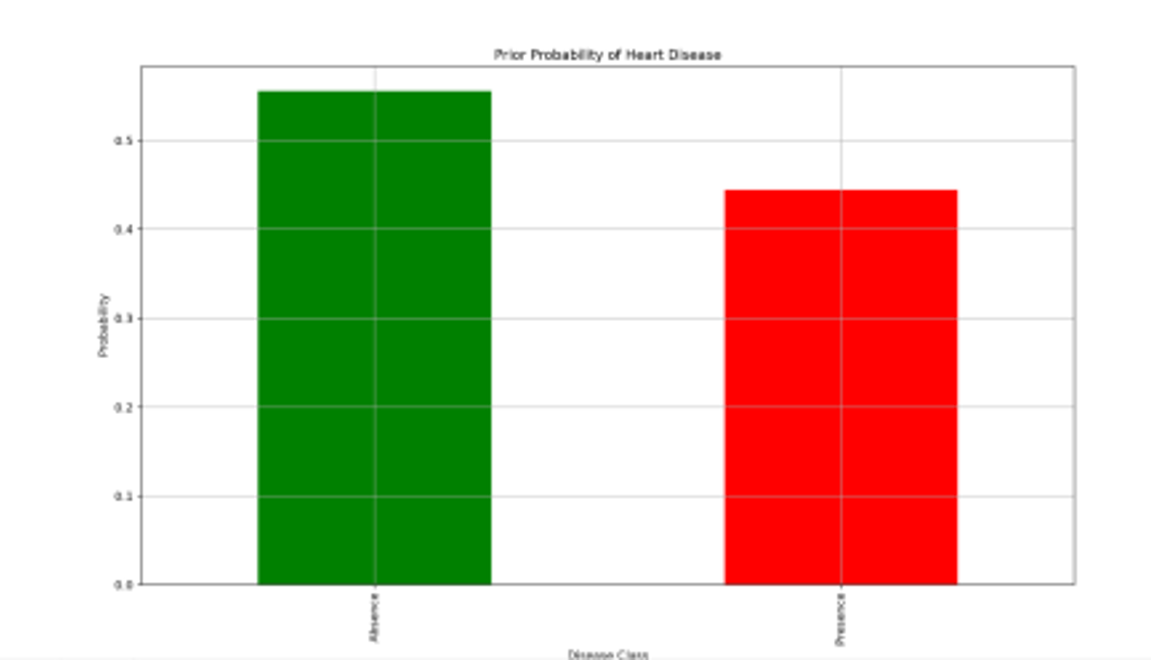 Prior Probability of Heart Disease
0.5
0.4
0.3
0.2
0.1
0.0
Probability
Absence
Presence
Disease Class